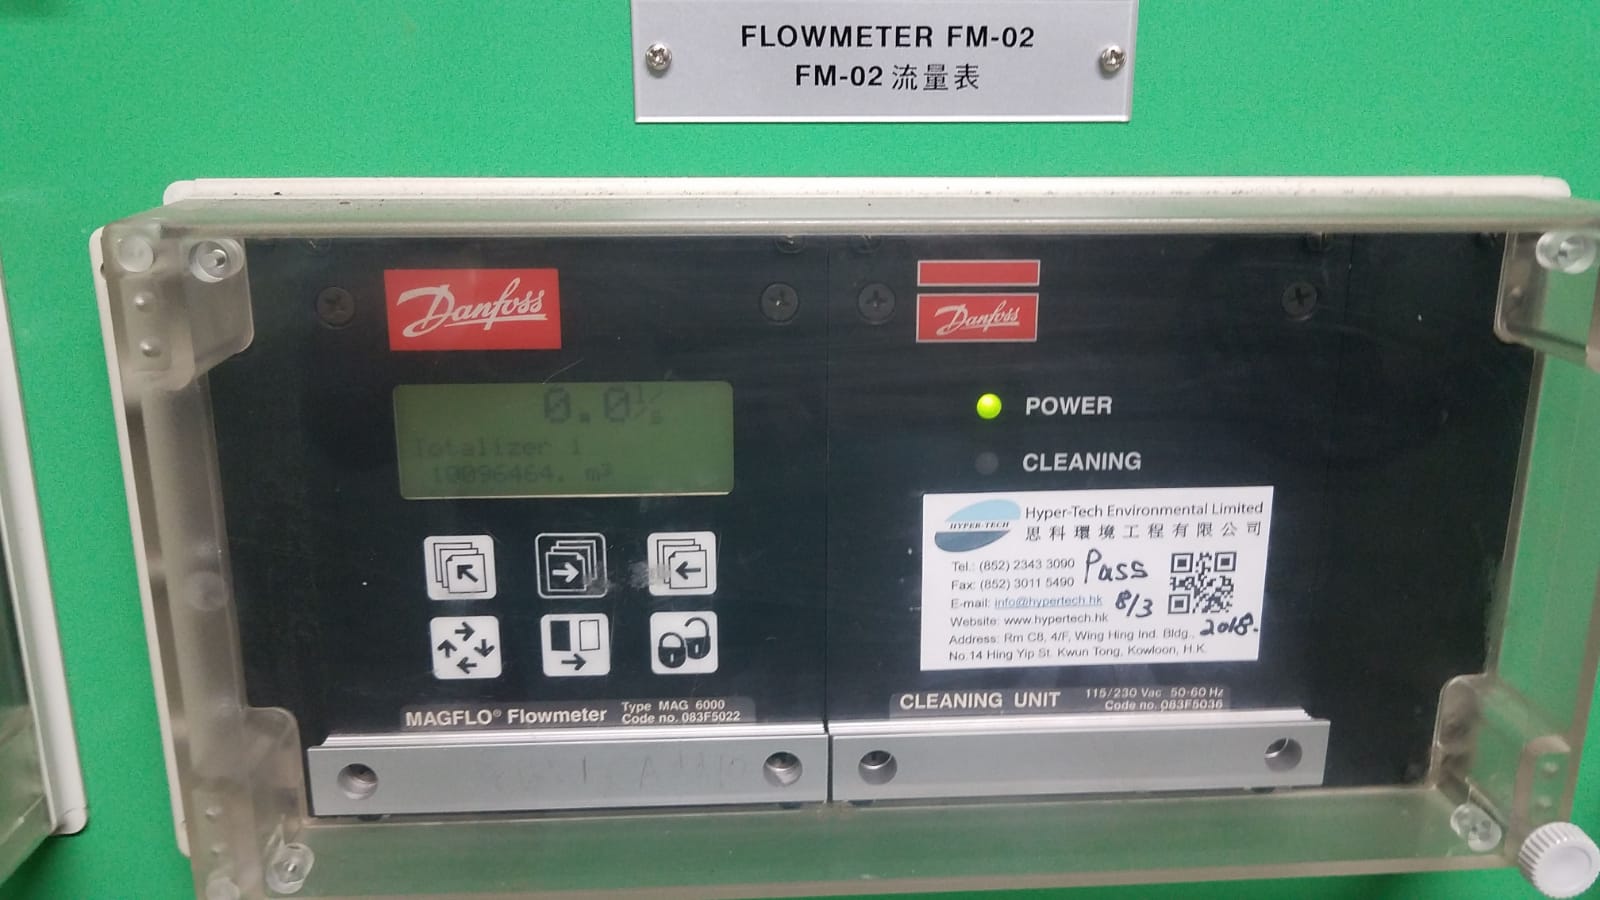 FLOWMETER FM-02
FM-02 流量表
Danfoss
0.0 l/s
Totalizer 1
10096464. m³
MAGFLO® Flowmeter
Type MAG 6000
Code no. 083F5022
Danfoss
POWER
CLEANING
HYPER-TECH
Hyper-Tech Environmental Limited
思科環境工程有限公司
Tel.: (852) 2343 3090
Fax: (852) 3011 5490
E-mail: info@hypertech.hk
Website: www.hypertech.hk
Address: Rm C8, 4/F, Wing Hing Ind. Bldg.,
No.14 Hing Yip St. Kwun Tong, Kowloon, H.K.
Pass
8/3
2018.
CLEANING UNIT
115/230 Vac 50-60 Hz
Code no. 083F5036